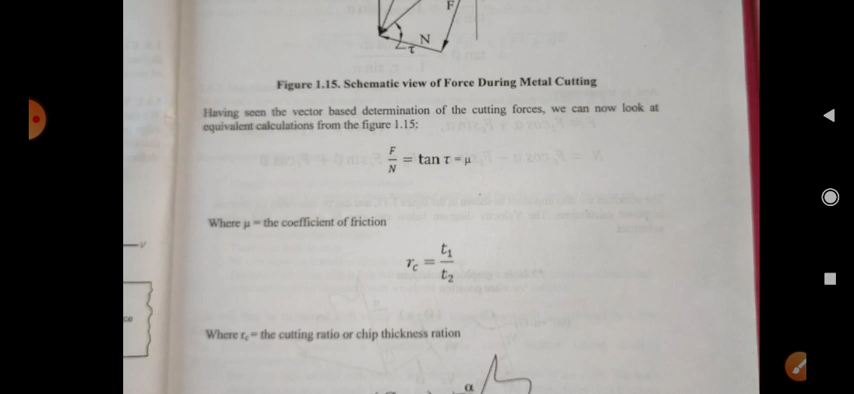 F
N
τ
Figure 1.15. Schematic view of Force During Metal Cutting
Having seen the vector based determination of the cutting forces, we can now look at
equivalent calculations from the figure 1.15:
F/N = tan τ = μ
Where μ = the coefficient of friction
r_c = t_1/t_2
Where r_c = the cutting ratio or chip thickness ration
α
V